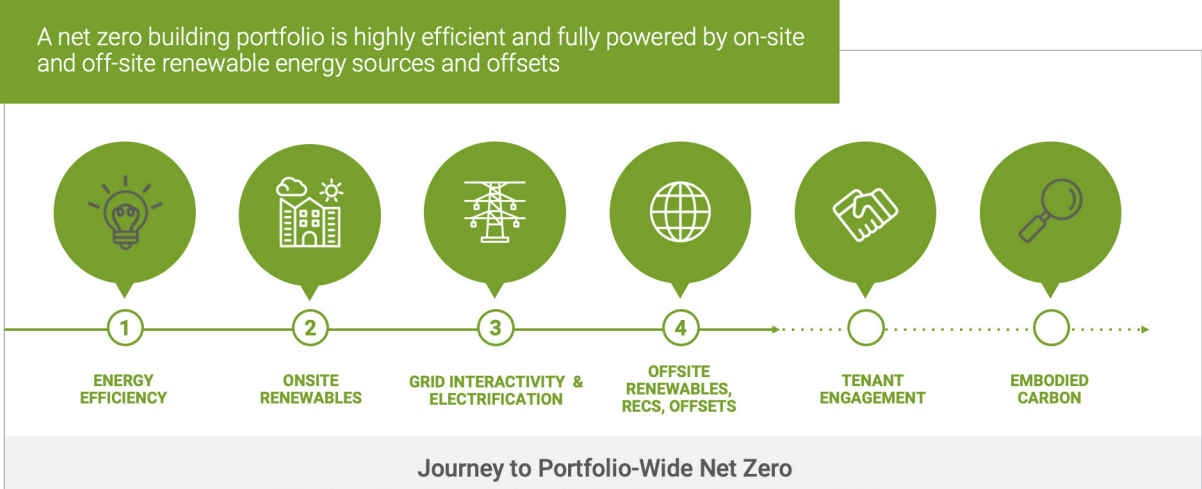 A net zero building portfolio is highly efficient and fully powered by on-site
and off-site renewable energy sources and offsets
1
2
3
4
ENERGY
EFFICIENCY
ONSITE
RENEWABLES
GRID INTERACTIVITY &
ELECTRIFICATION
OFFSITE
RENEWABLES,
RECS, OFFSETS
TENANT
ENGAGEMENT
EMBODIED
CARBON
Journey to Portfolio-Wide Net Zero